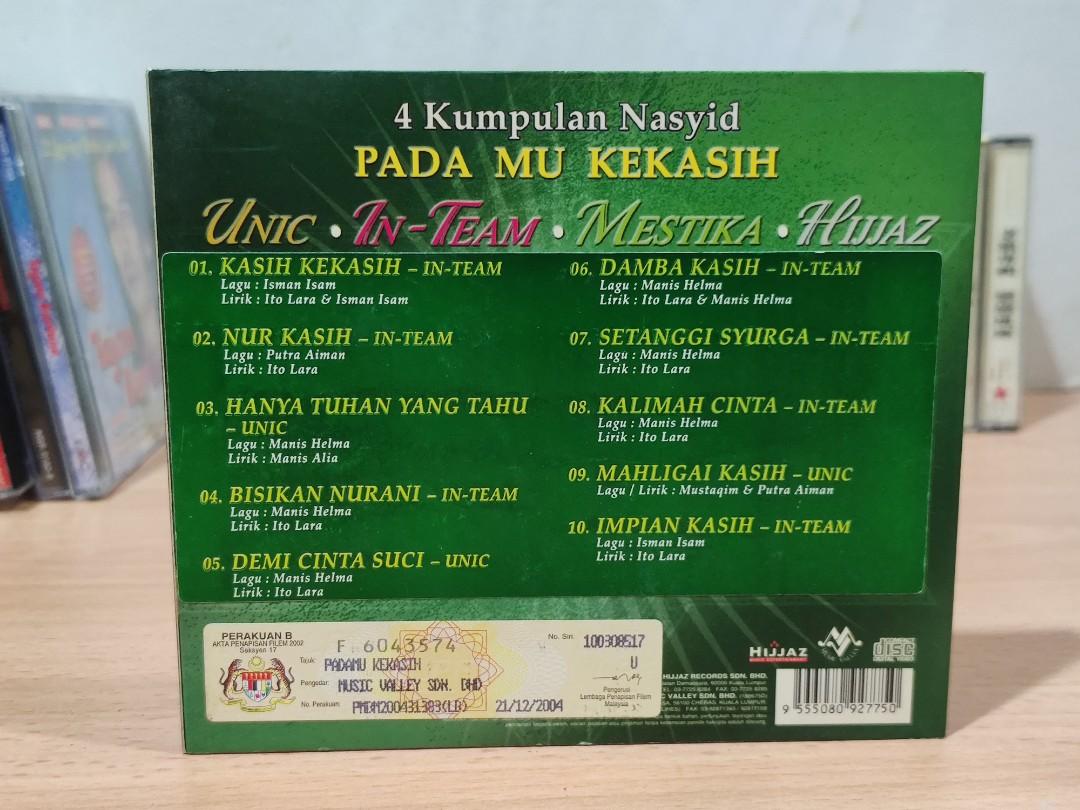 4 Kumpulan Nasyid
PADA MU KEKASIH
UNIC • IN-TEAM • MESTIKA • HIJJAZ
01. KASIH KEKASIH – IN-TEAM
Lagu : Isman Isam
Lirik : Ito Lara & Isman Isam
02. NUR KASIH – IN-TEAM
Lagu : Putra Aiman
Lirik : Ito Lara
03. HANYA TUHAN YANG TAHU
– UNIC
Lagu : Manis Helma
Lirik : Manis Alia
04. BISIKAN NURANI – IN-TEAM
Lagu : Manis Helma
Lirik : Ito Lara
05. DEMI CINTA SUCI – UNIC
Lagu : Manis Helma
Lirik : Ito Lara
06. DAMBA KASIH – IN-TEAM
Lagu : Manis Helma
Lirik : Ito Lara & Manis Helma
07. SETANGGI SYURGA – IN-TEAM
Lagu : Manis Helma
Lirik : Ito Lara
08. KALIMAH CINTA – IN-TEAM
Lagu : Manis Helma
Lirik : Ito Lara
09. MAHLIGAI KASIH – UNIC
Lagu / Lirik : Mustaqim & Putra Aiman
10. IMPIAN KASIH – IN-TEAM
Lagu : Isman Isam
Lirik : Ito Lara
PERAKUAN B
AKTA PENAPISAN FILEM 2002
Seksyen 17
F 6043574
No. Siri: 100308517
Tajuk: PADAMU KEKASIH
U
Pengedar: MUSIC VALLEY SDN. BHD
No. Perakuan:
21/12/2004
Pengerusi
Lembaga Penapisan Filem
Malaysia
HIJJAZ
MUSIC VALLEY
disc
DIGITAL VIDEO
HIJJAZ RECORDS SDN. BHD.
9 555080 927750